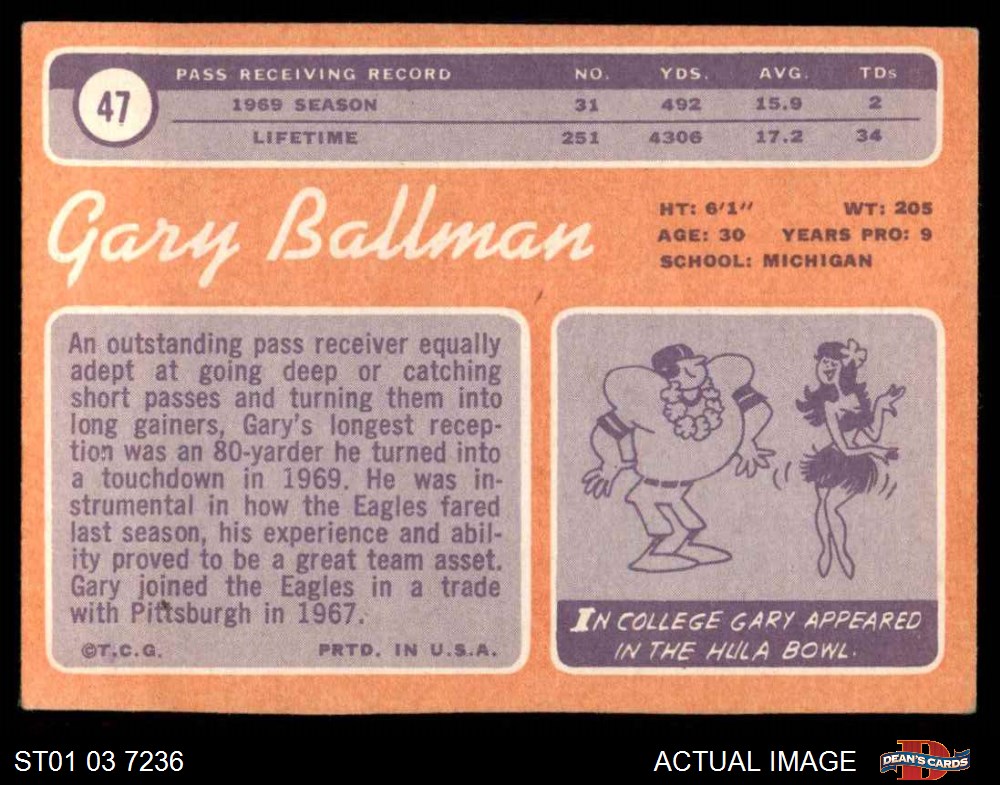 47
PASS RECEIVING RECORD NO. YDS. AVG. TDs
1969 SEASON 31 492 15.9 2
LIFETIME 251 4306 17.2 34
Gary Ballman
HT: 6'1" WT: 205
AGE: 30 YEARS PRO: 9
SCHOOL: MICHIGAN
An outstanding pass receiver equally
adept at going deep or catching
short passes and turning them into
long gainers, Gary's longest recep-
tion was an 80-yarder he turned into
a touchdown in 1969. He was in-
strumental in how the Eagles fared
last season, his experience and abil-
ity proved to be a great team asset.
Gary joined the Eagles in a trade
with Pittsburgh in 1967.
©T.C.G. PRTD. IN U.S.A.
IN COLLEGE GARY APPEARED
IN THE HULA BOWL.
ST01 03 7236 ACTUAL IMAGE D DEAN'S CARDS